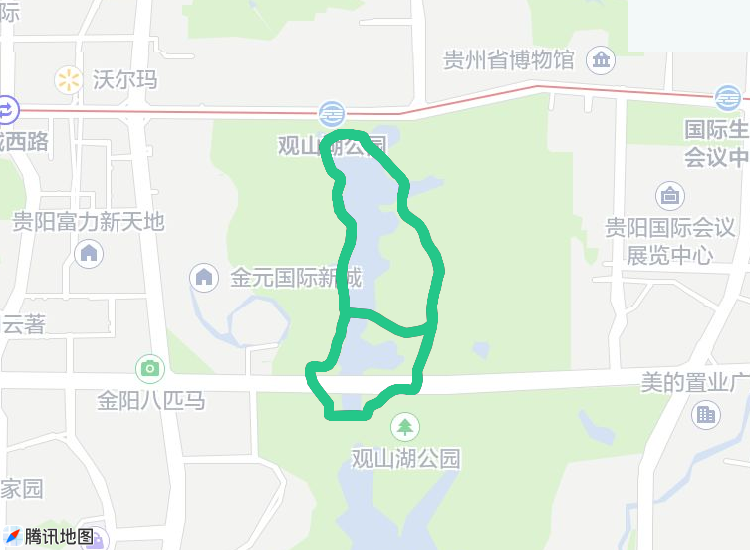 际
贵州省博物馆
沃尔玛
国际生
会议中
西路
观山湖公园
贵阳富力新天地
贵阳国际会议
展览中心
金元国际新城
云著
美的置业广
金阳八匹马
观山湖公园
家园
腾讯地图